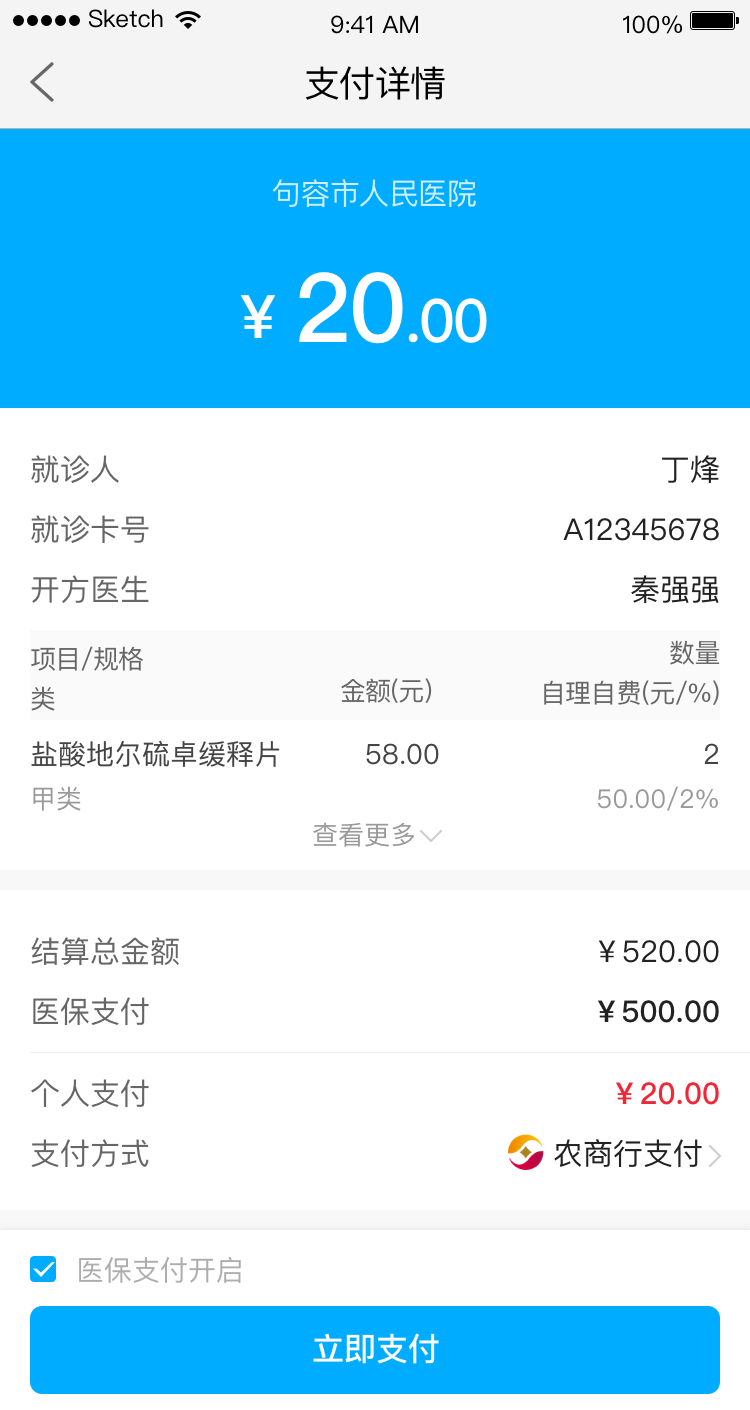 ●●●●● Sketch 9:41 AM 100%
支付详情
句容市人民医院
¥ 20.00
就诊人 丁烽
就诊卡号 A12345678
开方医生 秦强强
项目/规格 数量
类 金额(元) 自理自费(元/%)
盐酸地尔硫卓缓释片 58.00 2
甲类 50.00/2%
查看更多
结算总金额 ¥520.00
医保支付 ¥500.00
个人支付 ¥20.00
支付方式 农商行支付
医保支付开启
立即支付